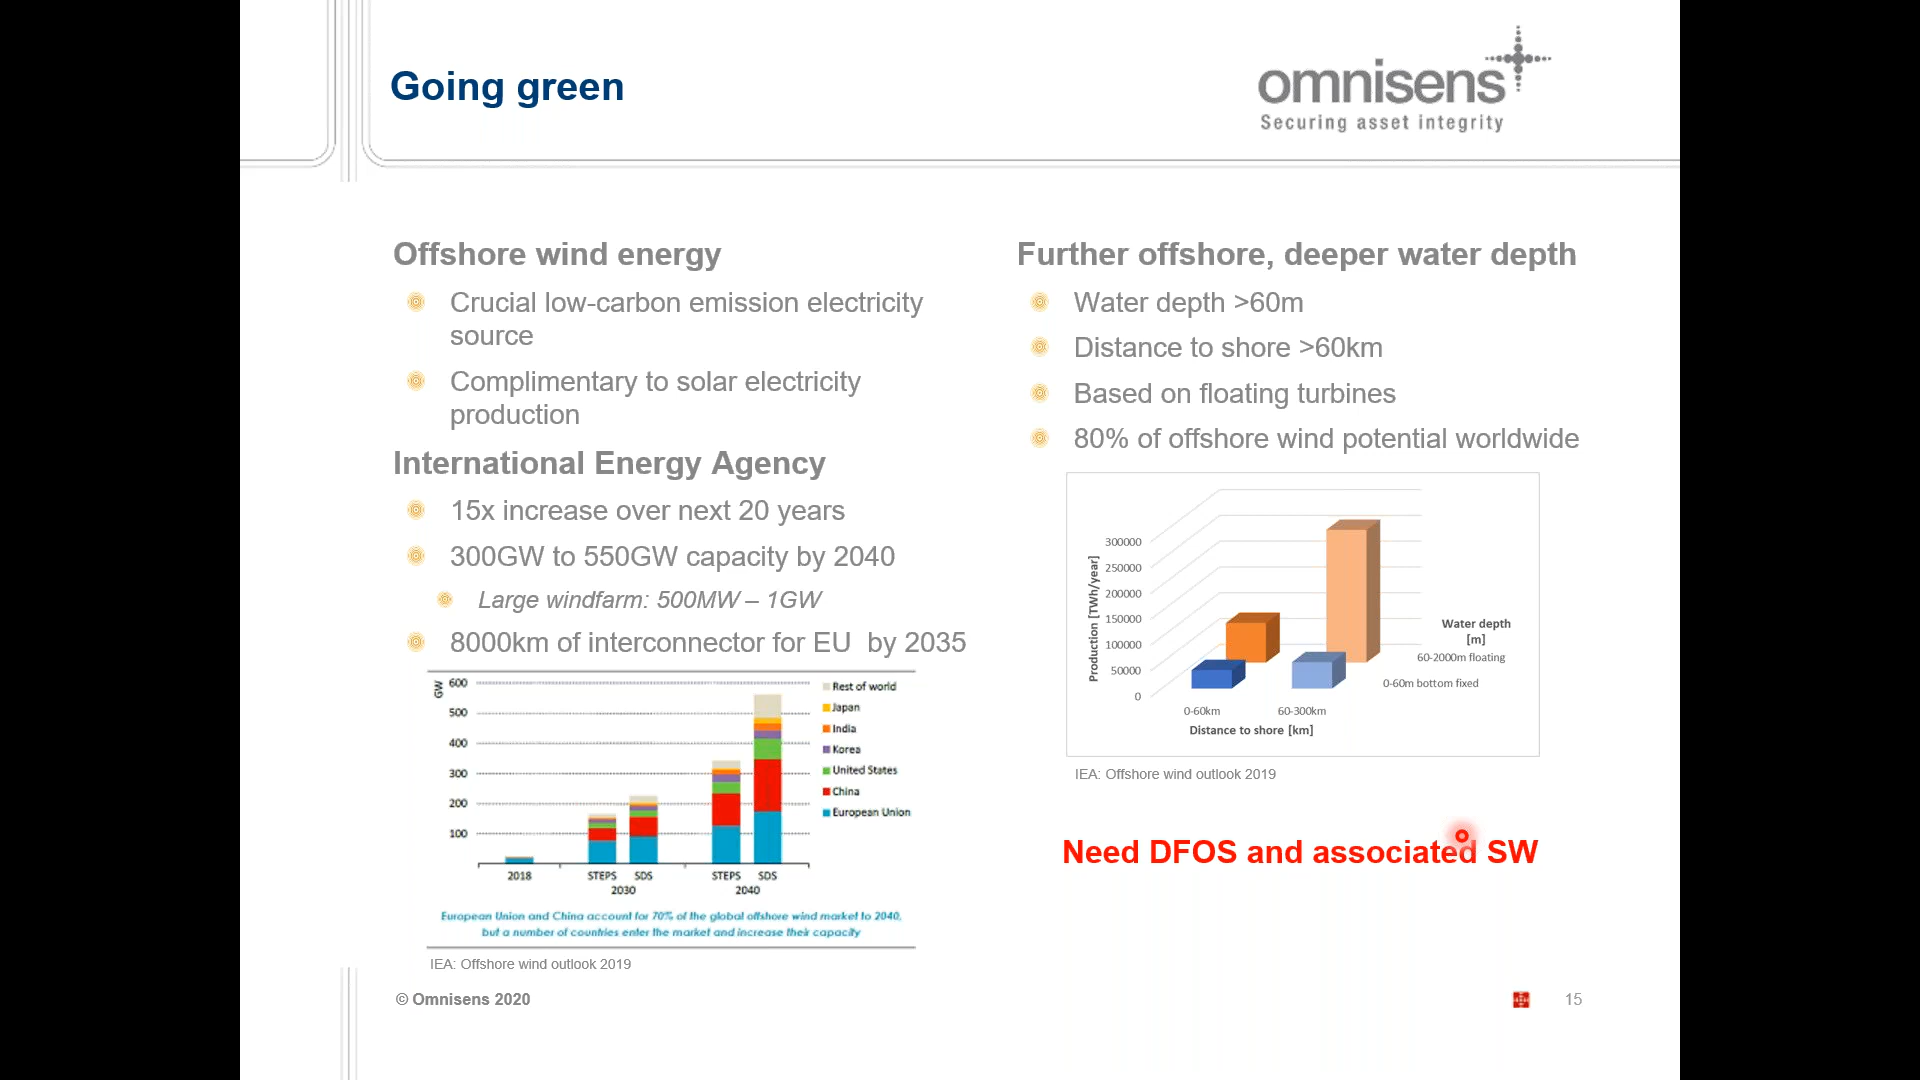 Going green
omnisens
Securing asset integrity
Offshore wind energy
Crucial low-carbon emission electricity
source
Complimentary to solar electricity
production
International Energy Agency
15x increase over next 20 years
300GW to 550GW capacity by 2040
Large windfarm: 500MW – 1GW
8000km of interconnector for EU by 2035
GW
600
500
400
300
200
100
2018
STEPS SDS
2030
STEPS SDS
2040
Rest of world
Japan
India
Korea
United States
China
European Union
European Union and China account for 70% of the global offshore wind market to 2040,
but a number of countries enter the market and increase their capacity
IEA: Offshore wind outlook 2019
Further offshore, deeper water depth
Water depth >60m
Distance to shore >60km
Based on floating turbines
80% of offshore wind potential worldwide
Production [TWh/year]
300000
250000
200000
150000
100000
50000
0
0-60km
60-300km
Distance to shore [km]
Water depth
[m]
60-2000m floating
0-60m bottom fixed
IEA: Offshore wind outlook 2019
Need DFOS and associated SW
© Omnisens 2020
15